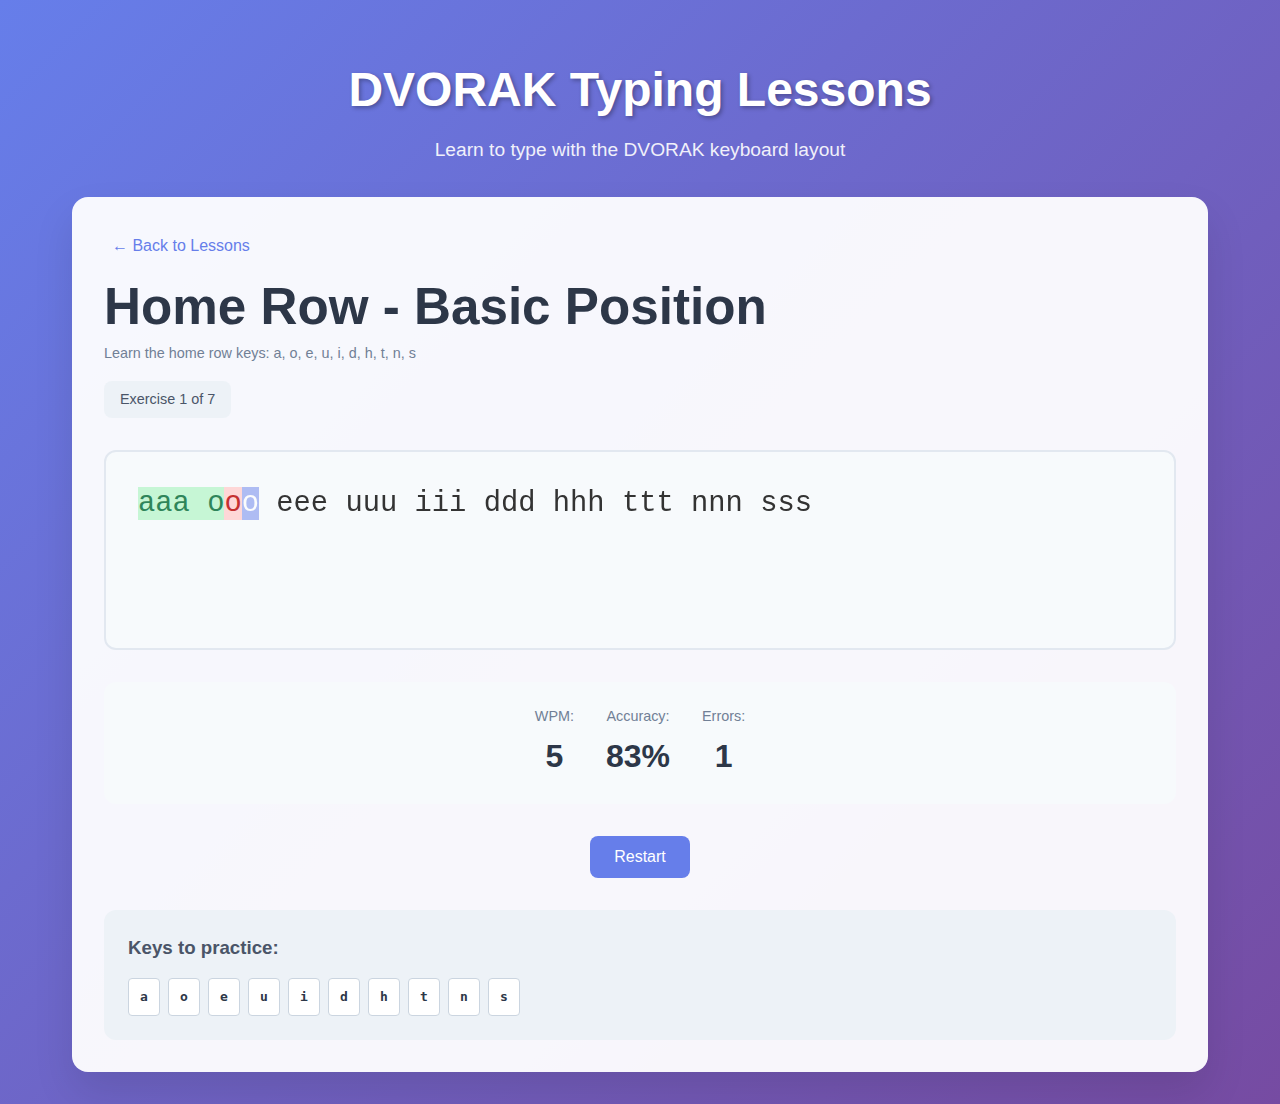 DVORAK Typing Lessons
Learn to type with the DVORAK keyboard layout
← Back to Lessons
Home Row - Basic Position
Learn the home row keys: a, o, e, u, i, d, h, t, n, s
Exercise 1 of 7
aaa ooo eee uuu iii ddd hhh ttt nnn sss
WPM: Accuracy: Errors:
5 83% 1
Restart
Keys to practice:
a o e u i d h t n s